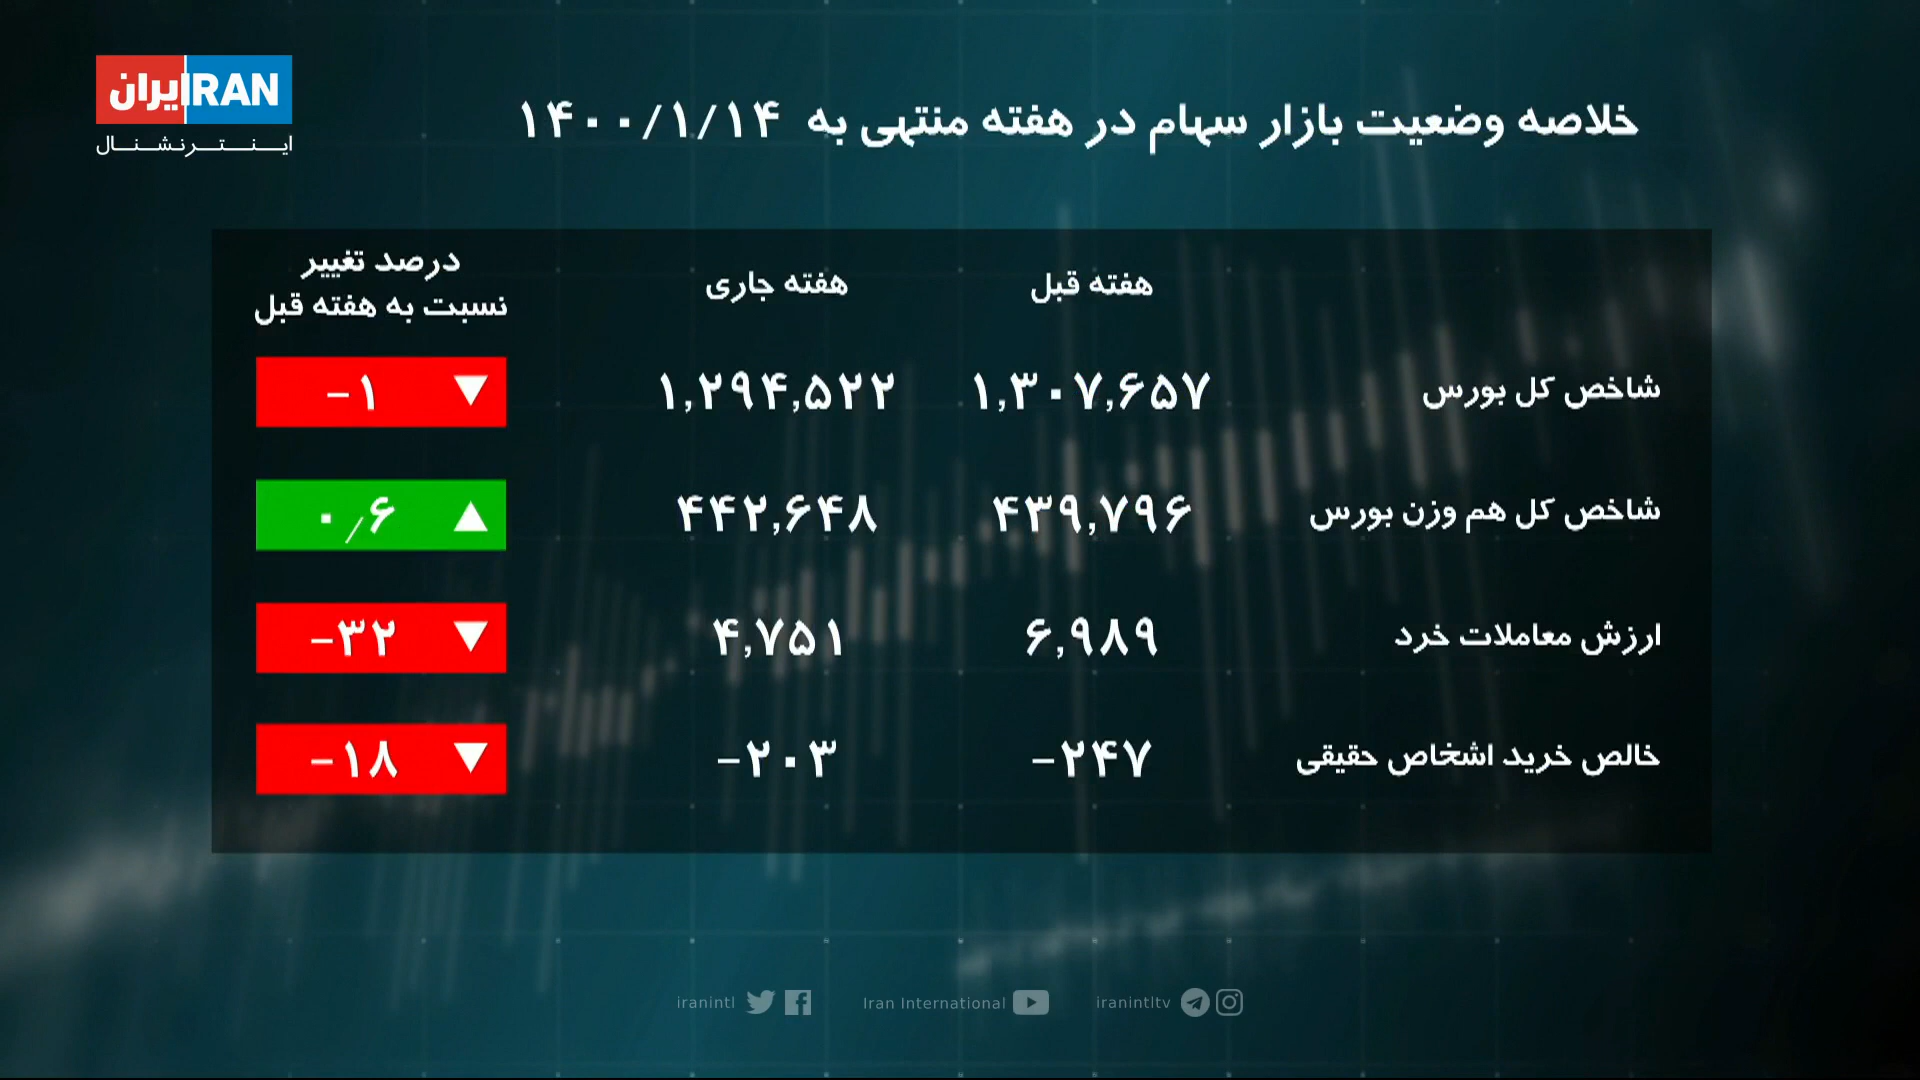 ایران IRAN
اینترنشنال
خلاصه وضعیت بازار سهام در هفته منتهی به ۱۴۰۰/۱/۱۴
هفته قبل هفته جاری درصد تغییر
نسبت به هفته قبل
شاخص کل بورس ۱,۳۰۷,۶۵۷ ۱,۲۹۴,۵۲۲ ▼ -۱
شاخص کل هم وزن بورس ۴۳۹,۷۹۶ ۴۴۲,۶۴۸ ▲ ۰٫۶
ارزش معاملات خرد ۶,۹۸۹ ۴,۷۵۱ ▼ -۳۲
خالص خرید اشخاص حقیقی -۲۴۷ -۲۰۳ ▼ -۱۸
iranintl Iran International iranintltv